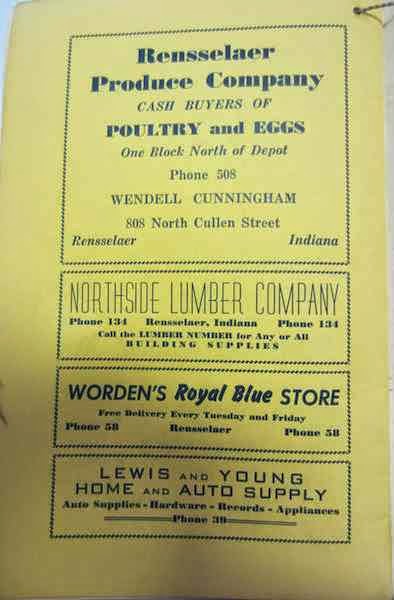 Rensselaer
Produce Company
CASH BUYERS OF
POULTRY and EGGS
One Block North of Depot
Phone 508
WENDELL CUNNINGHAM
808 North Cullen Street
Rensselaer Indiana
NORTHSIDE LUMBER COMPANY
Phone 134 Rensselaer, Indiana Phone 134
Call the LUMBER NUMBER for Any or All
BUILDING SUPPLIES
WORDEN'S Royal Blue STORE
Free Delivery Every Tuesday and Friday
Phone 58 Rensselaer Phone 58
LEWIS AND YOUNG
HOME AND AUTO SUPPLY
Auto Supplies - Hardware - Records - Appliances
Phone 39